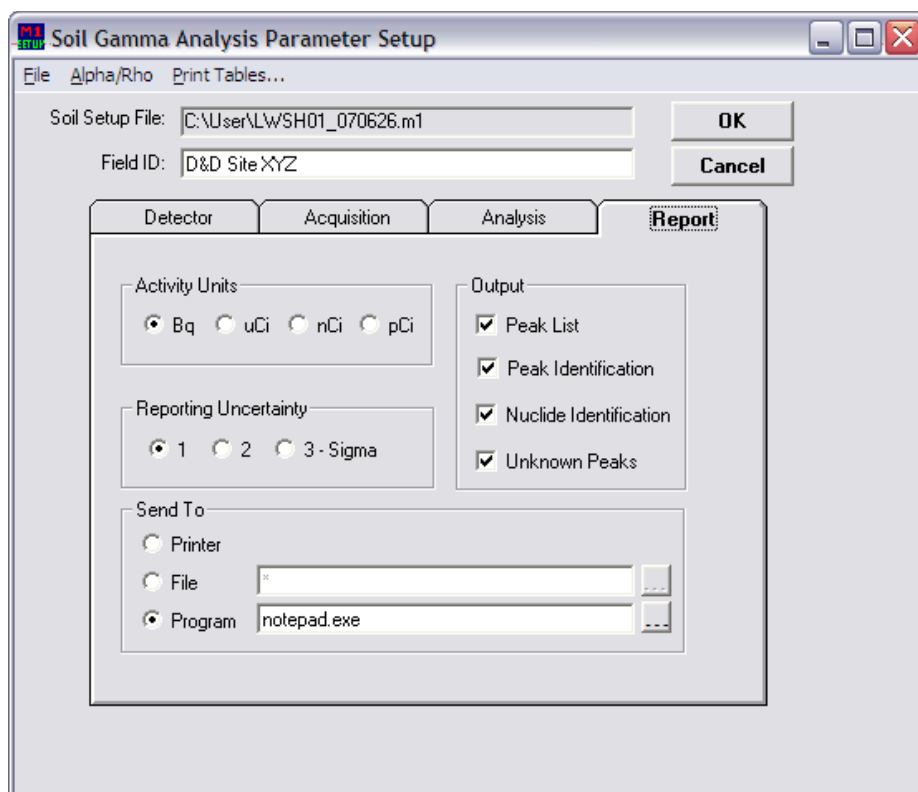 M1 SETUP Soil Gamma Analysis Parameter Setup
File Alpha/Rho Print Tables...
Soil Setup File: C:\User\LWSH01_070626.m1 OK
Field ID: D&D Site XYZ Cancel
Detector Acquisition Analysis Report
Activity Units
Bq uCi nCi pCi
Reporting Uncertainty
1 2 3 - Sigma
Output
Peak List
Peak Identification
Nuclide Identification
Unknown Peaks
Send To
Printer
File * ...
Program notepad.exe ...